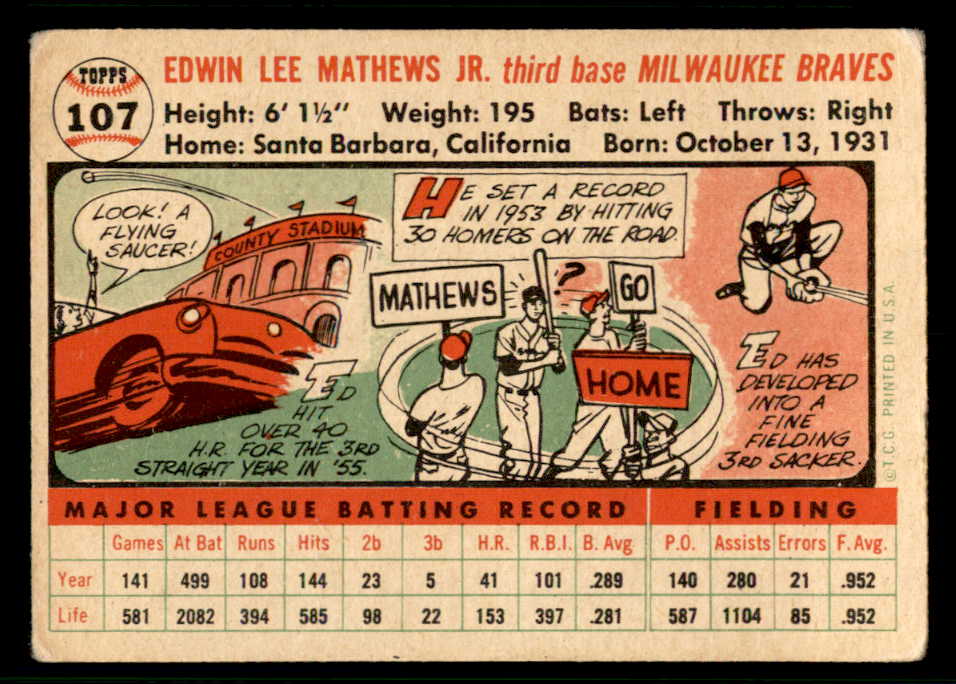 TOPPS
107
EDWIN LEE MATHEWS JR. third base MILWAUKEE BRAVES
Height: 6' 1½" Weight: 195 Bats: Left Throws: Right
Home: Santa Barbara, California Born: October 13, 1931
LOOK! A
FLYING
SAUCER!
COUNTY STADIUM
ED
HIT
OVER 40
H.R. FOR THE 3RD
STRAIGHT YEAR IN '55.
HE SET A RECORD
IN 1953 BY HITTING
30 HOMERS ON THE ROAD.
MATHEWS
?
GO
HOME
ED HAS
DEVELOPED
INTO A
FINE
FIELDING
3RD SACKER.
© T.C.G. PRINTED IN U.S.A.
MAJOR LEAGUE BATTING RECORD FIELDING
Games At Bat Runs Hits 2b 3b H.R. R.B.I. B. Avg. P.O. Assists Errors F. Avg.
Year 141 499 108 144 23 5 41 101 .289 140 280 21 .952
Life 581 2082 394 585 98 22 153 397 .281 587 1104 85 .952